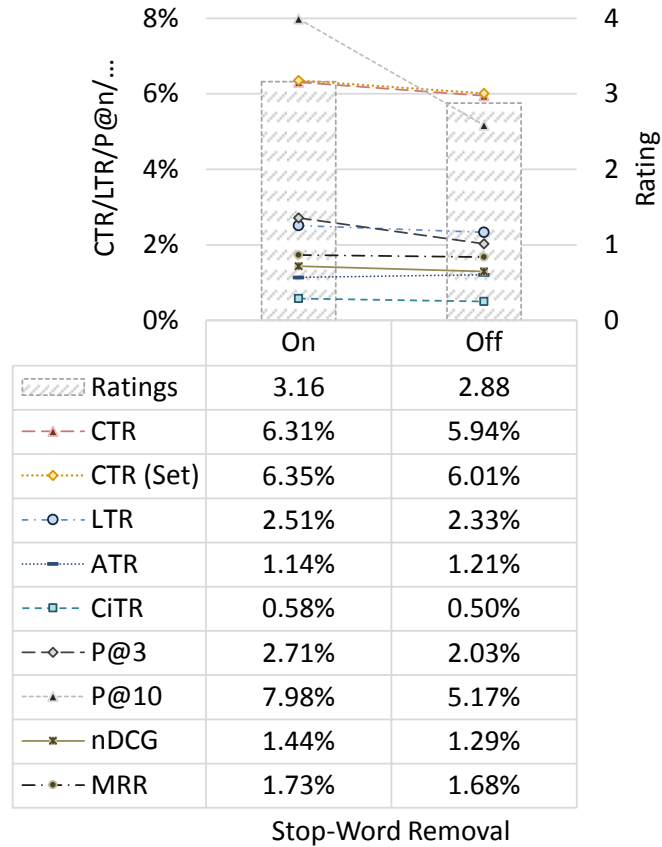 8%
6%
4%
2%
0%
CTR/LTR/P@n/...
4
3
2
1
0
Rating
On Off
Ratings 3.16 2.88
CTR 6.31% 5.94%
CTR (Set) 6.35% 6.01%
LTR 2.51% 2.33%
ATR 1.14% 1.21%
CiTR 0.58% 0.50%
P@3 2.71% 2.03%
P@10 7.98% 5.17%
nDCG 1.44% 1.29%
MRR 1.73% 1.68%
Stop-Word Removal